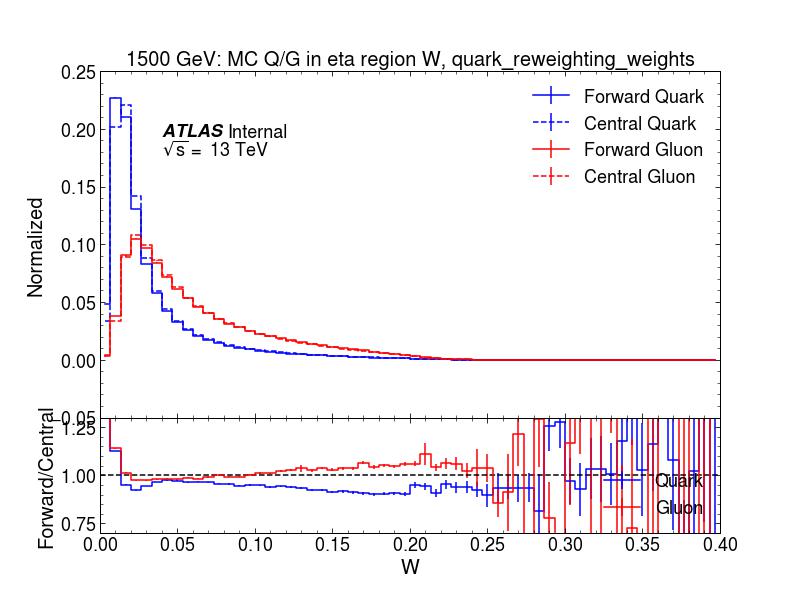 1500 GeV: MC Q/G in eta region W, quark_reweighting_weights
Normalized
0.25
0.20
0.15
0.10
0.05
0.00
0.05
ATLAS Internal
√s = 13 TeV
Forward Quark
Central Quark
Forward Gluon
Central Gluon
Forward/Central
1.25
1.00
0.75
Quark
Gluon
0.00 0.05 0.10 0.15 0.20 0.25 0.30 0.35 0.40
W